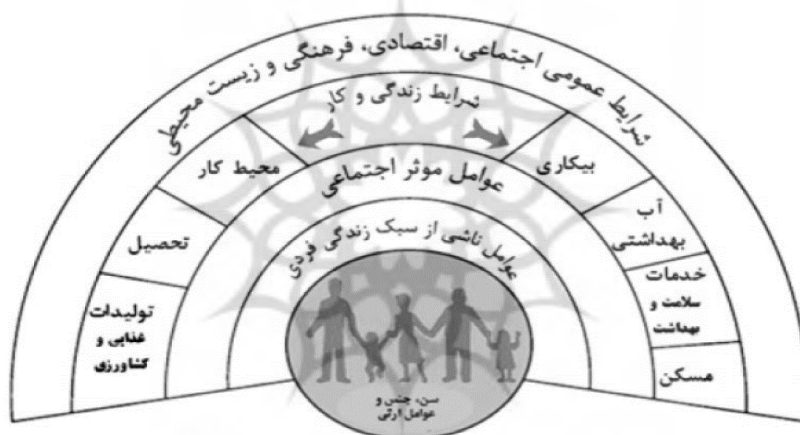 شرایط عمومی اجتماعی، اقتصادی، فرهنگی و زیست محیطی
شرایط زندگی و کار
بیکاری
محیط کار
عوامل موثر اجتماعی
آب
بهداشتی
تحصیل
عوامل ناشی از سبک زندگی فردی
خدمات
سلامت و
بهداشت
تولیدات
غذایی و
کشاورزی
مسکن
سن، جنس و
عوامل ارثی